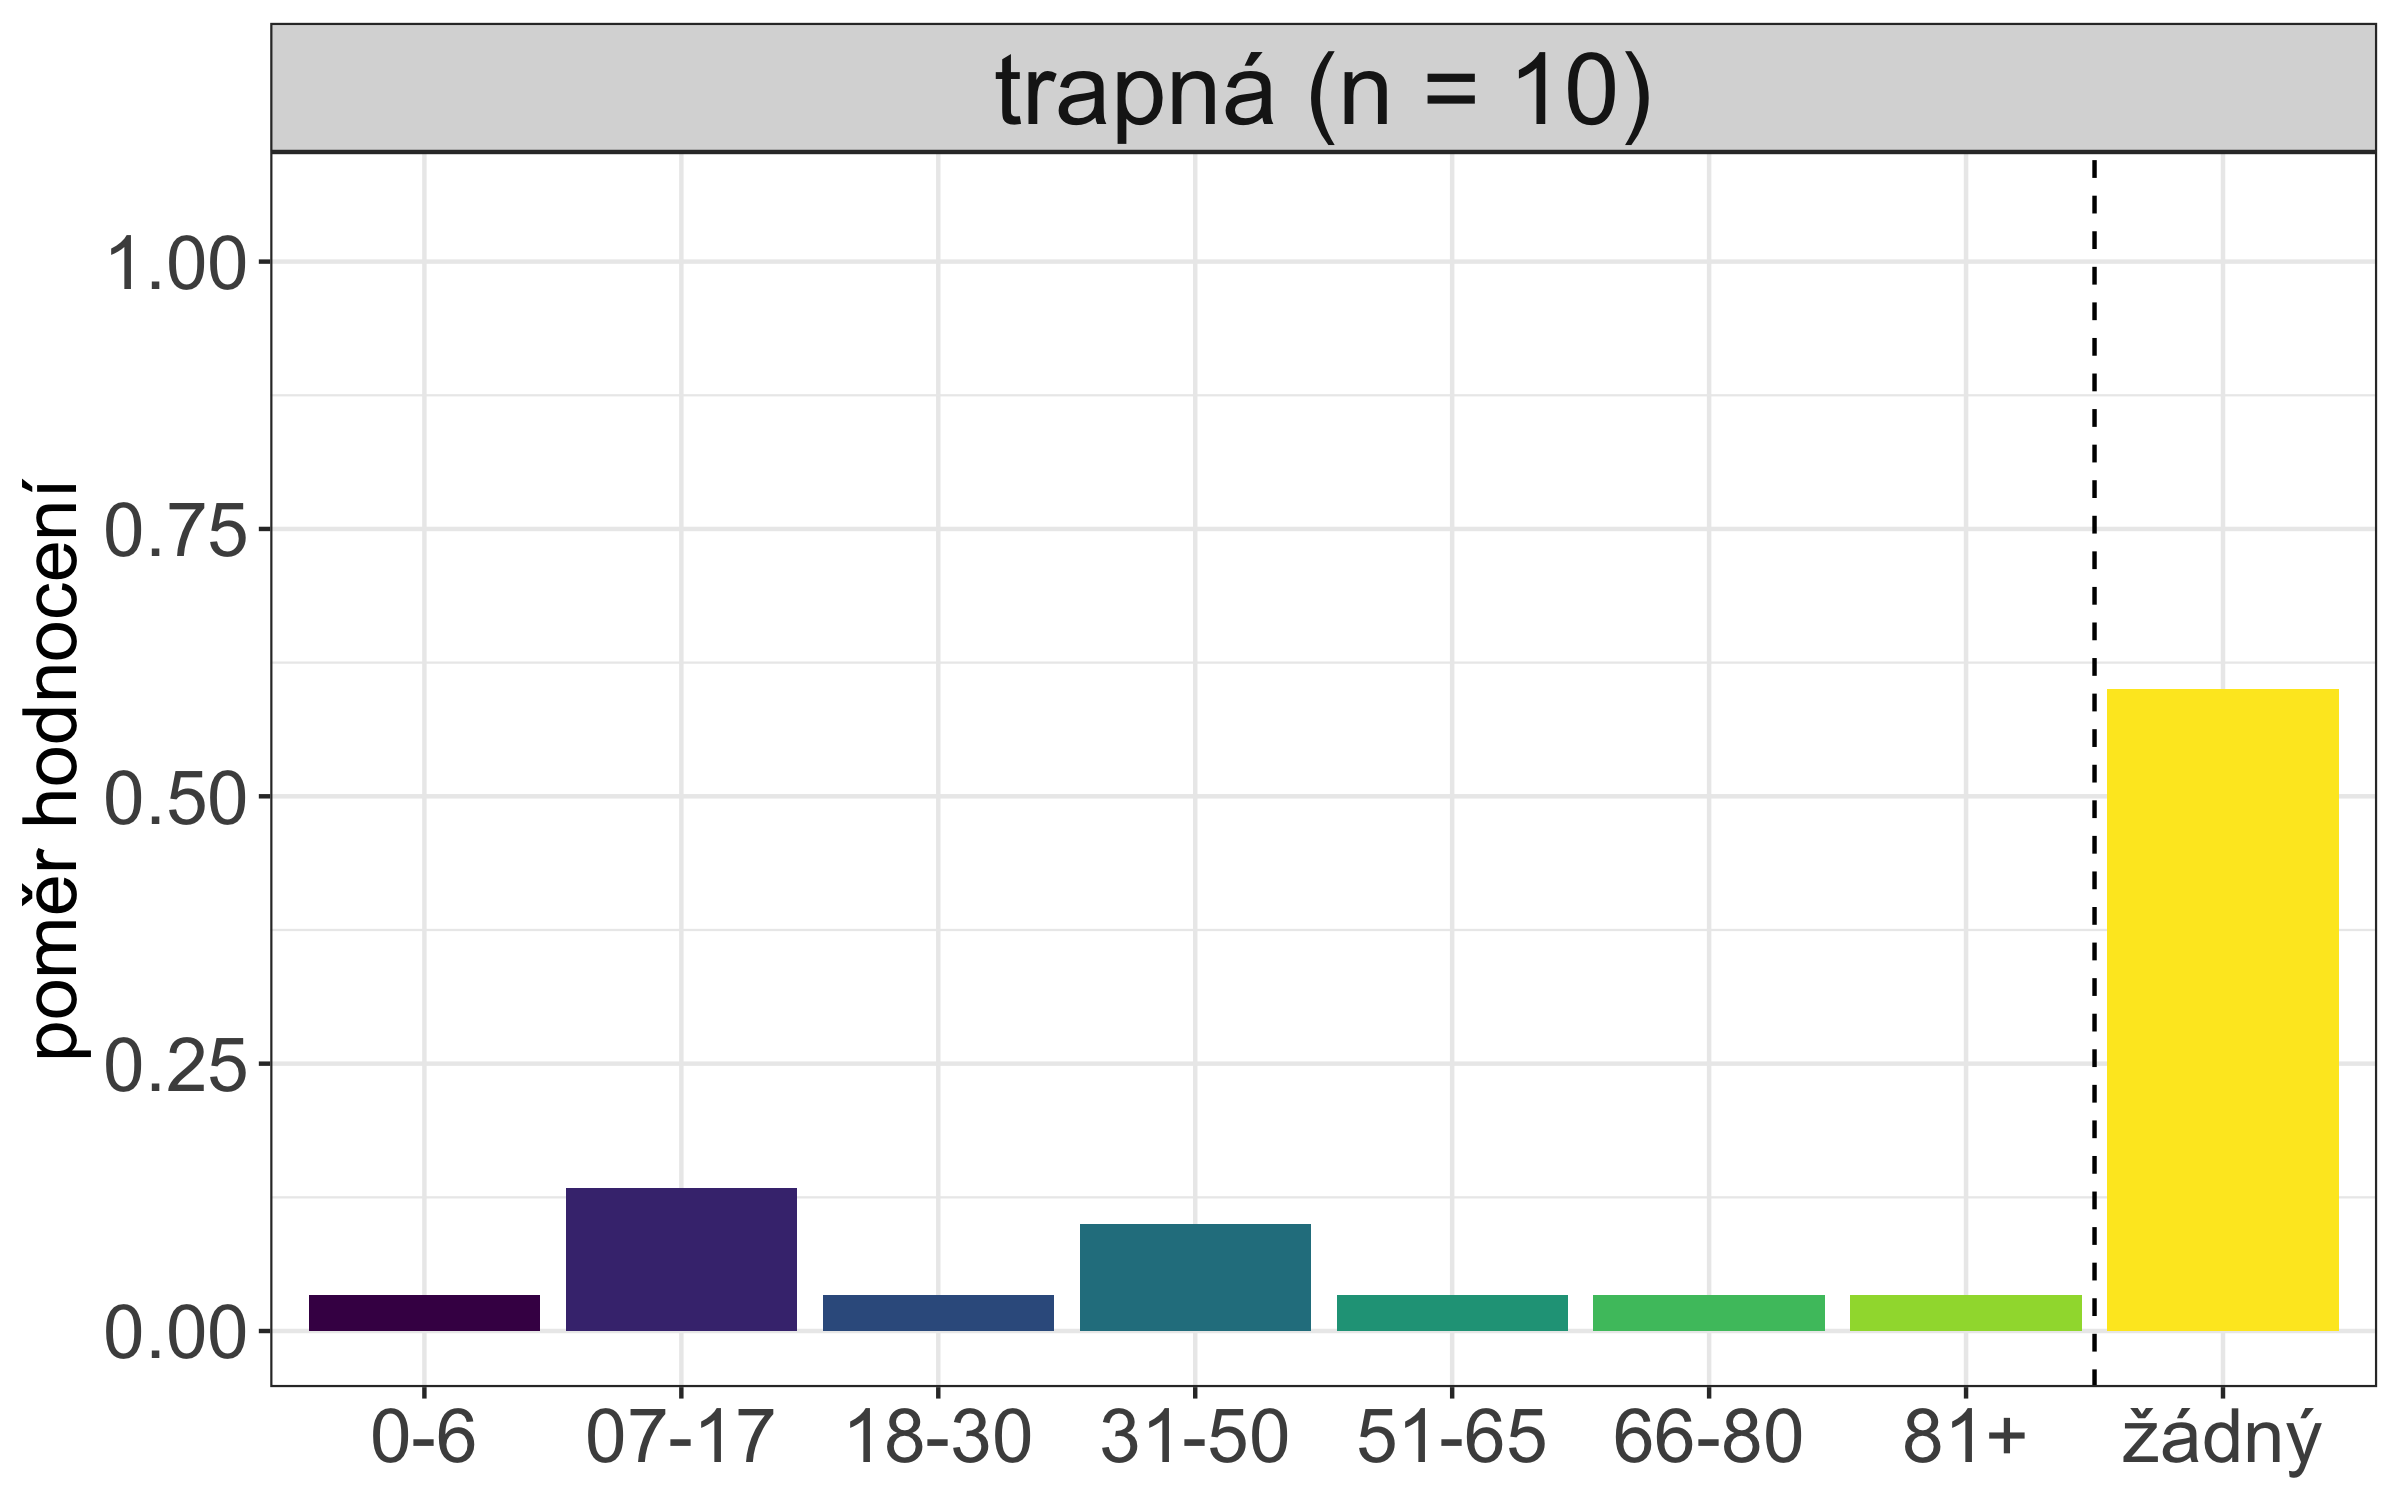 trapná (n = 10)
poměr hodnocení
1.00
0.75
0.50
0.25
0.00
0-6 07-17 18-30 31-50 51-65 66-80 81+ žádný